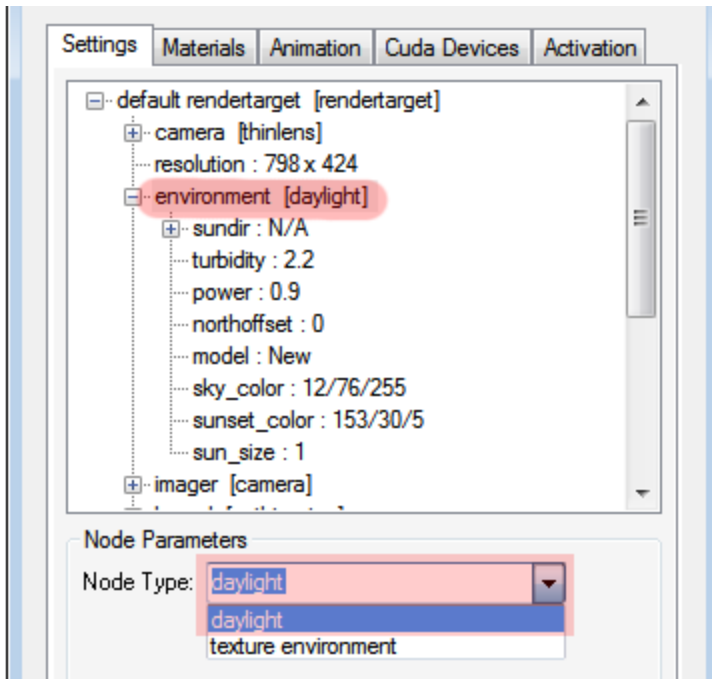 Settings Materials Animation Cuda Devices Activation
default rendertarget [rendertarget]
camera [thinlens]
resolution : 798 x 424
environment [daylight]
sundir : N/A
turbidity : 2.2
power : 0.9
northoffset : 0
model : New
sky_color : 12/76/255
sunset_color : 153/30/5
sun_size : 1
imager [camera]
Node Parameters
Node Type: daylight
daylight
texture environment